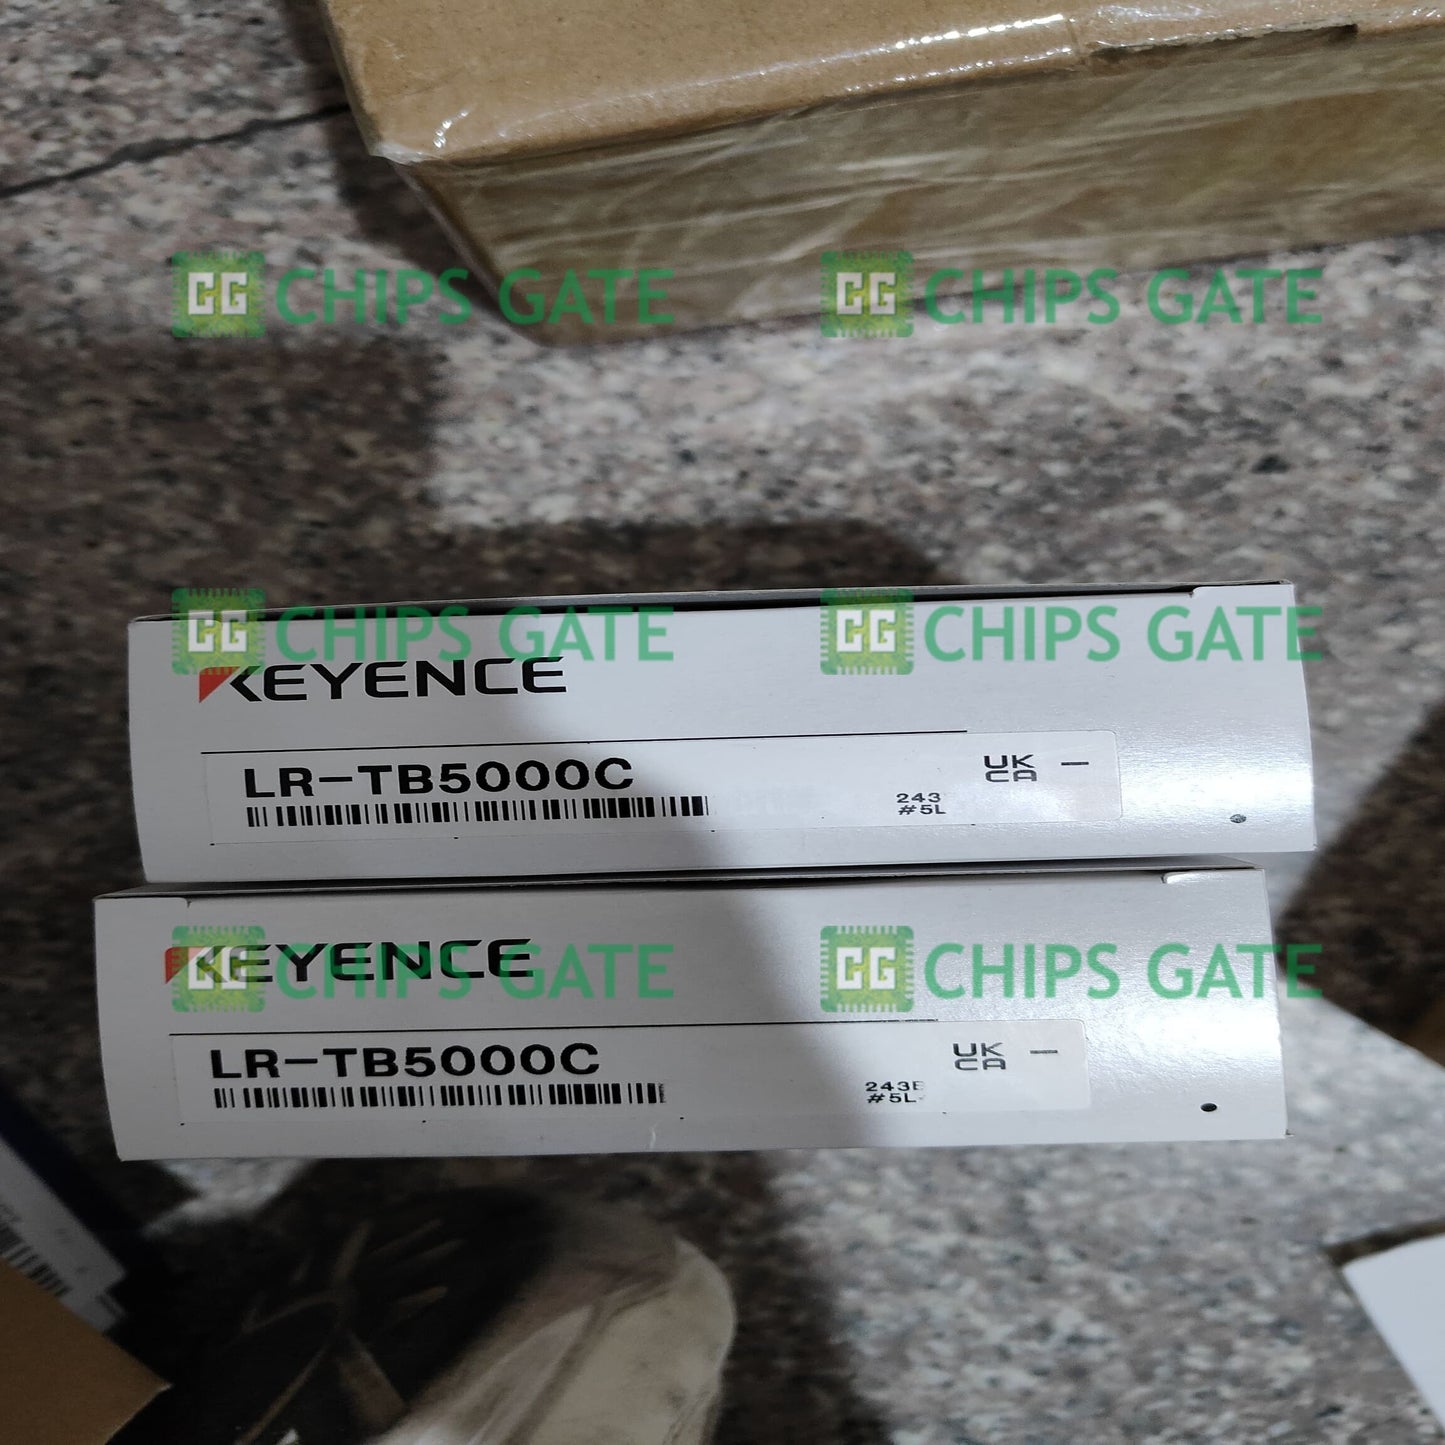 CG CHIPS GATE CG CHIPS GATE
CG CHIPS GATE CG CHIPS GATE
KEYENCE
LR-TB5000C
UK
CA
243
#5L
CG CHIPS GATE CG CHIPS GATE
KEYENCE
LR-TB5000C
UK
CA
243
#5L